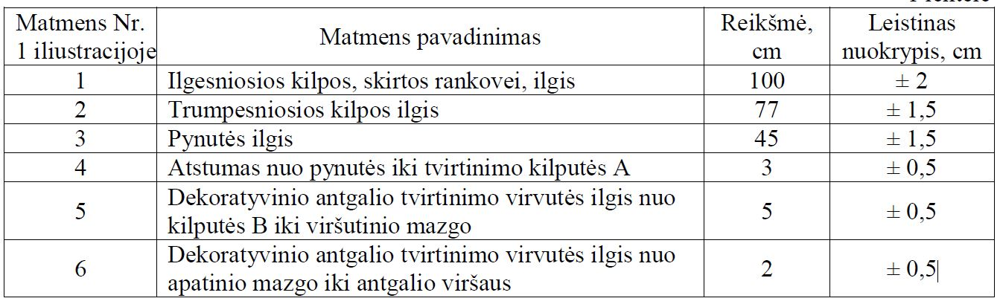 Matmens Nr.
1 iliustracijoje
Matmens pavadinimas
Reikšmė,
cm
Leistinas
nuokrypis, cm
1
Ilgesniosios kilpos, skirtos rankovei, ilgis
100
± 2
2
Trumpesniosios kilpos ilgis
77
± 1,5
3
Pynutės ilgis
45
± 1,5
4
Atstumas nuo pynutės iki tvirtinimo kilputės A
3
± 0,5
5
Dekoratyvinio antgalio tvirtinimo virvutės ilgis nuo
kilputės B iki viršutinio mazgo
5
± 0,5
6
Dekoratyvinio antgalio tvirtinimo virvutės ilgis nuo
apatinio mazgo iki antgalio viršaus
2
± 0,5